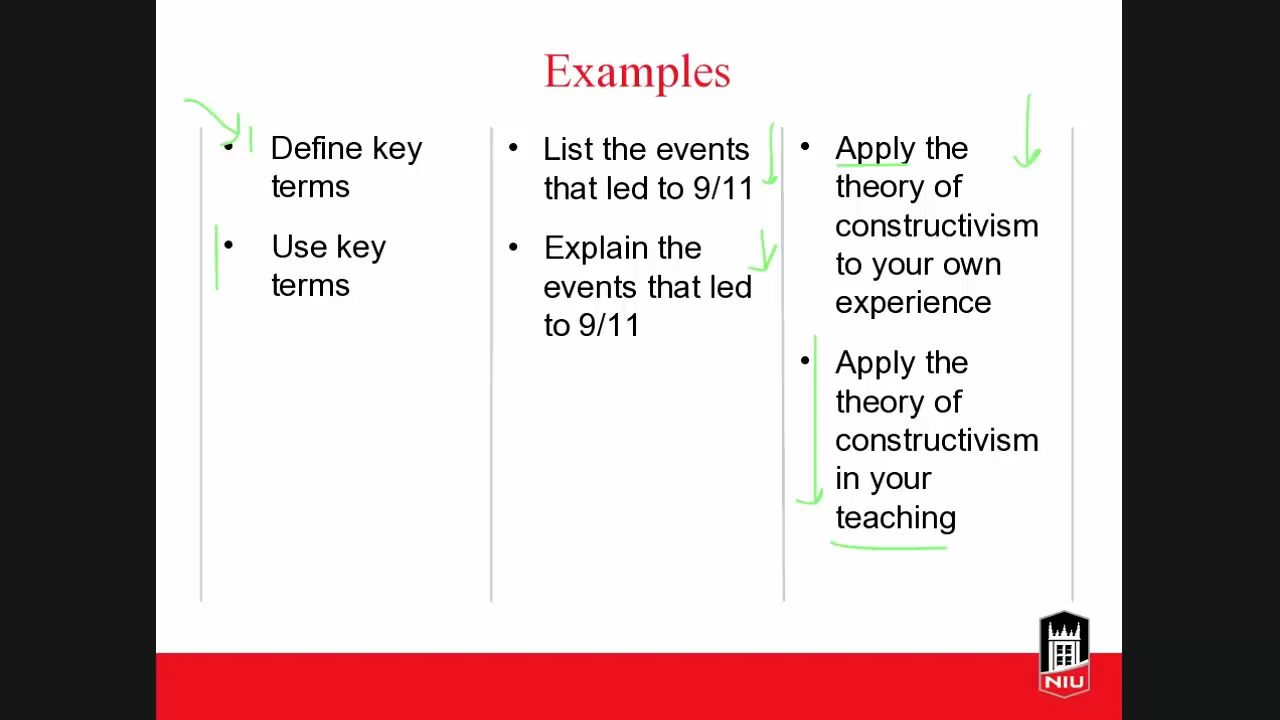 Examples
• Define key
terms
• Use key
terms
• List the events
that led to 9/11
• Explain the
events that led
to 9/11
• Apply the
theory of
constructivism
to your own
experience
• Apply the
theory of
constructivism
in your
teaching
NIU